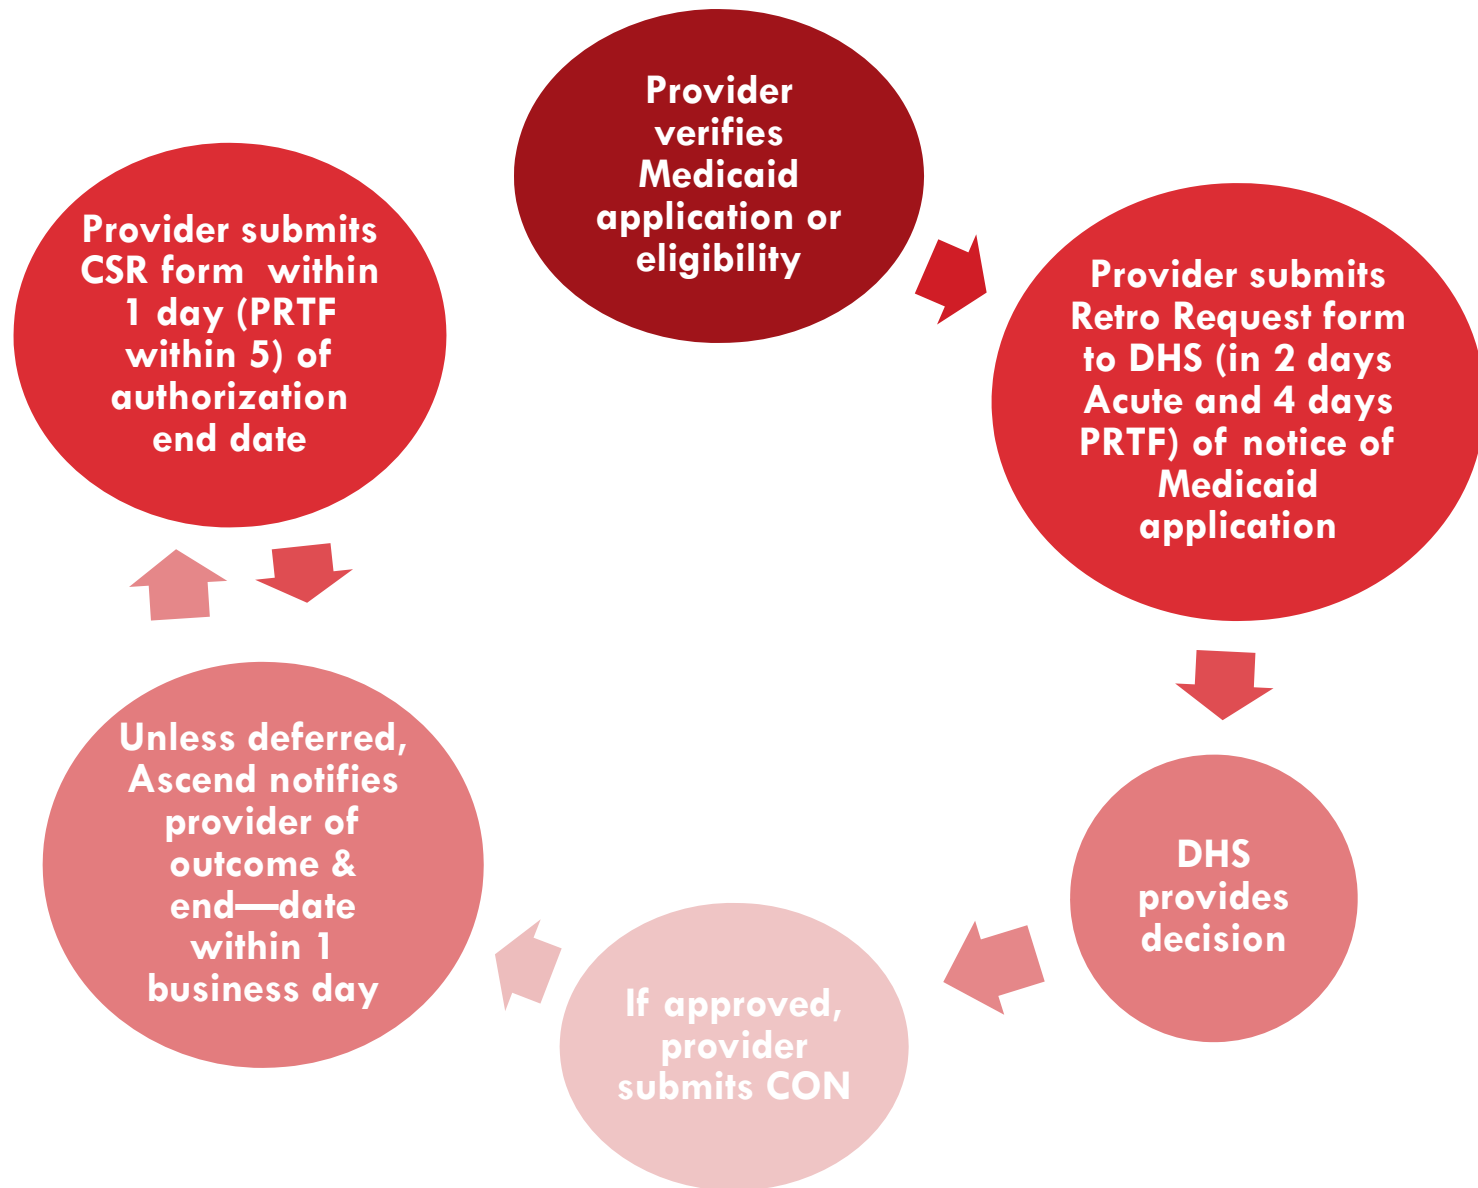 Provider
verifies
Medicaid
application or
eligibility
Provider submits
Retro Request form
to DHS (in 2 days
Acute and 4 days
PRTF) of notice of
Medicaid
application
DHS
provides
decision
If approved,
provider
submits CON
Unless deferred,
Ascend notifies
provider of
outcome &
end—date
within 1
business day
Provider submits
CSR form within
1 day (PRTF
within 5) of
authorization
end date